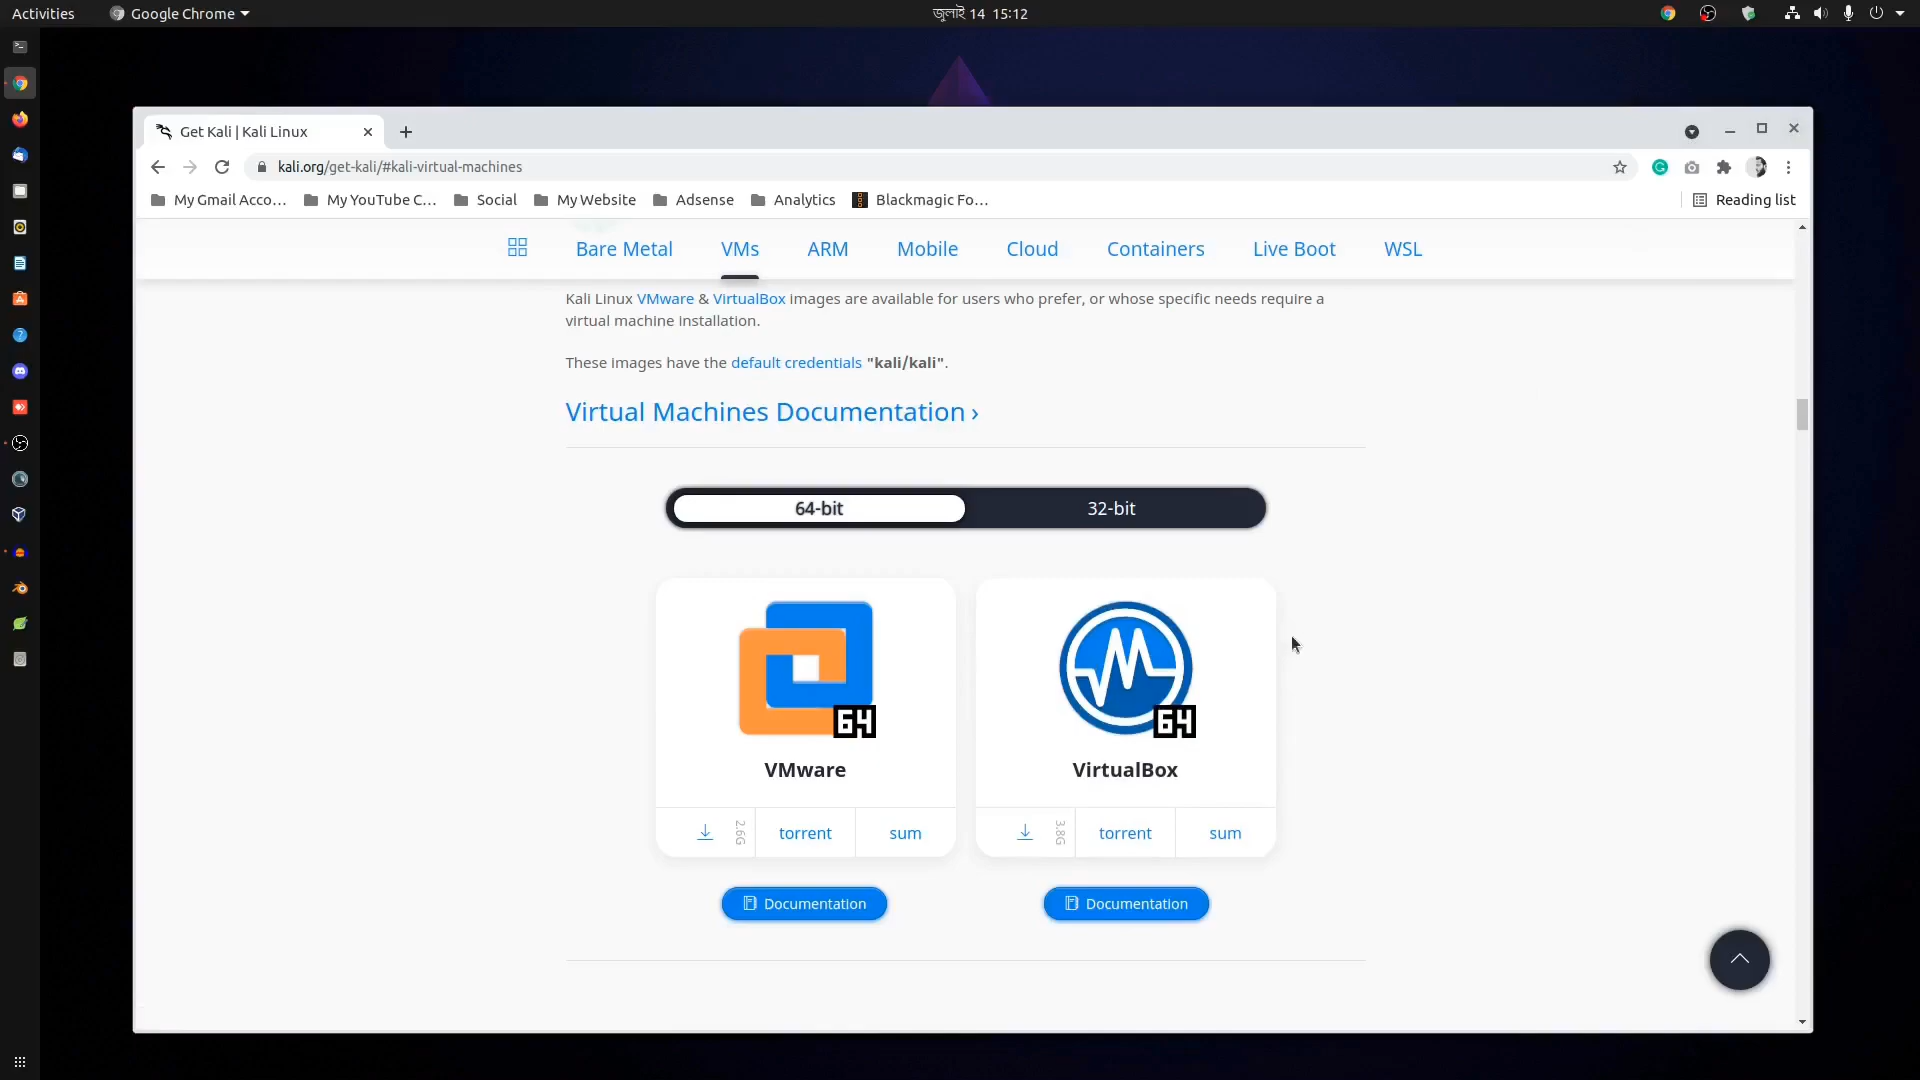 Activities
Google Chrome
জুলাই 14 15:12
Get Kali | Kali Linux
kali.org/get-kali/#kali-virtual-machines
My Gmail Acco...
My YouTube C...
Social
My Website
Adsense
Analytics
Blackmagic Fo...
Reading list
Bare Metal
VMs
ARM
Mobile
Cloud
Containers
Live Boot
WSL
Kali Linux VMware & VirtualBox images are available for users who prefer, or whose specific needs require a
virtual machine installation.
These images have the default credentials "kali/kali".
Virtual Machines Documentation ›
64-bit
32-bit
64
64
VMware
VirtualBox
2.6G
torrent
sum
3.8G
torrent
sum
Documentation
Documentation